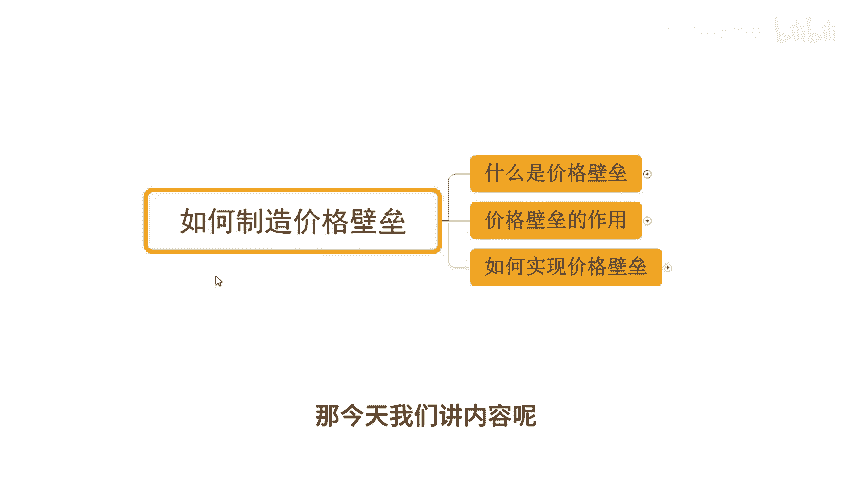 如何制造价格壁垒
什么是价格壁垒
价格壁垒的作用
如何实现价格壁垒
那今天我们讲内容呢